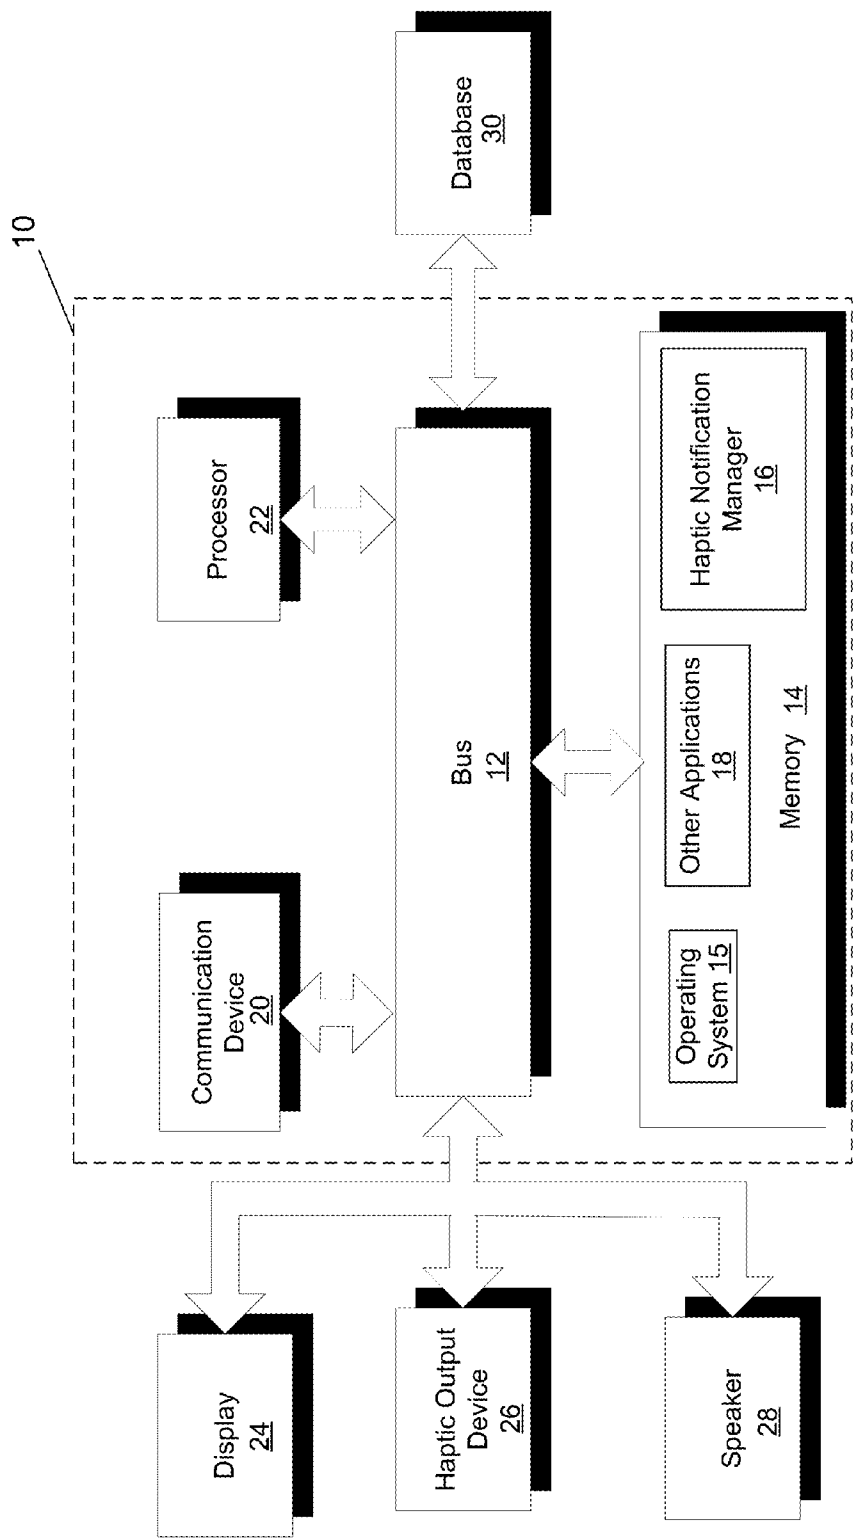 10
Display
24
Communication
Device
20
Processor
22
Haptic Output
Device
26
Bus
12
Database
30
Speaker
28
Operating
System 15
Other Applications
18
Haptic Notification
Manager
16
Memory 14